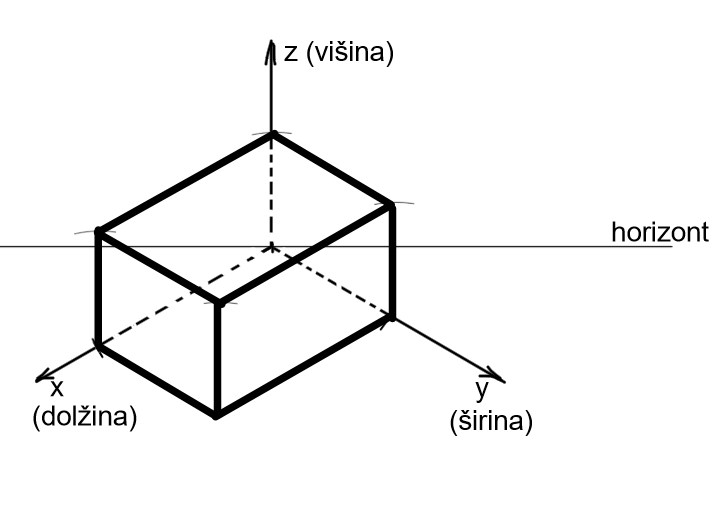 z (višina)
horizont
x
(dolžina)
y
(širina)